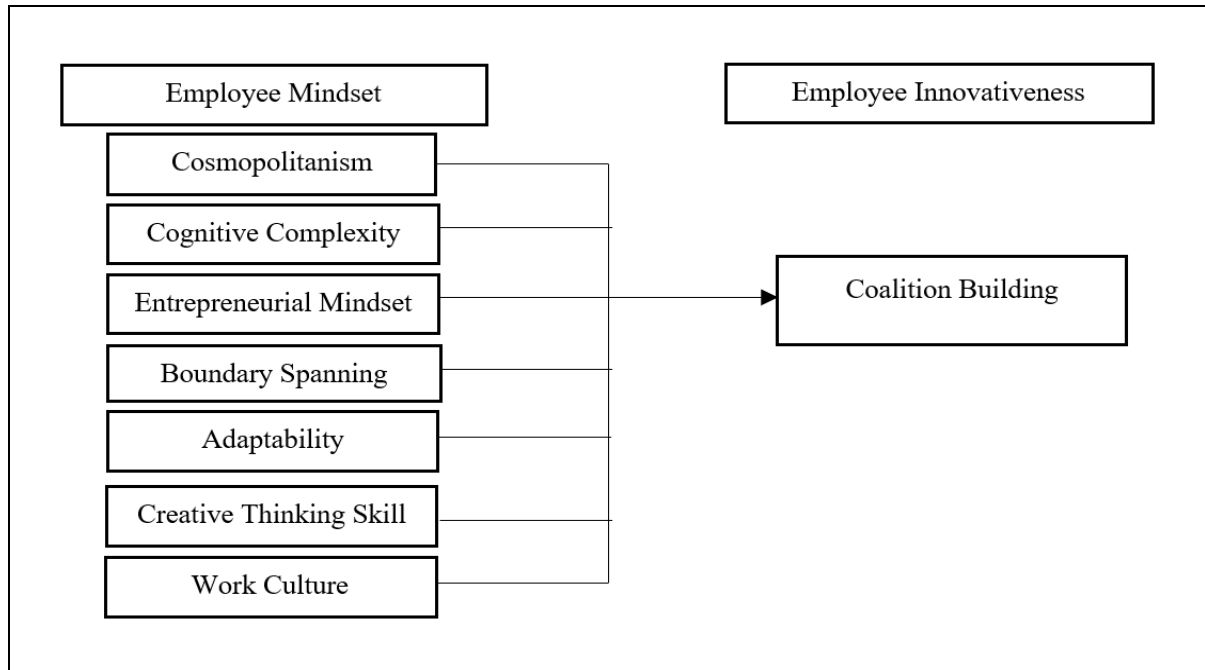 Employee Mindset
Employee Innovativeness
Cosmopolitanism
Cognitive Complexity
Entrepreneurial Mindset
Boundary Spanning
Adaptability
Creative Thinking Skill
Work Culture
Coalition Building